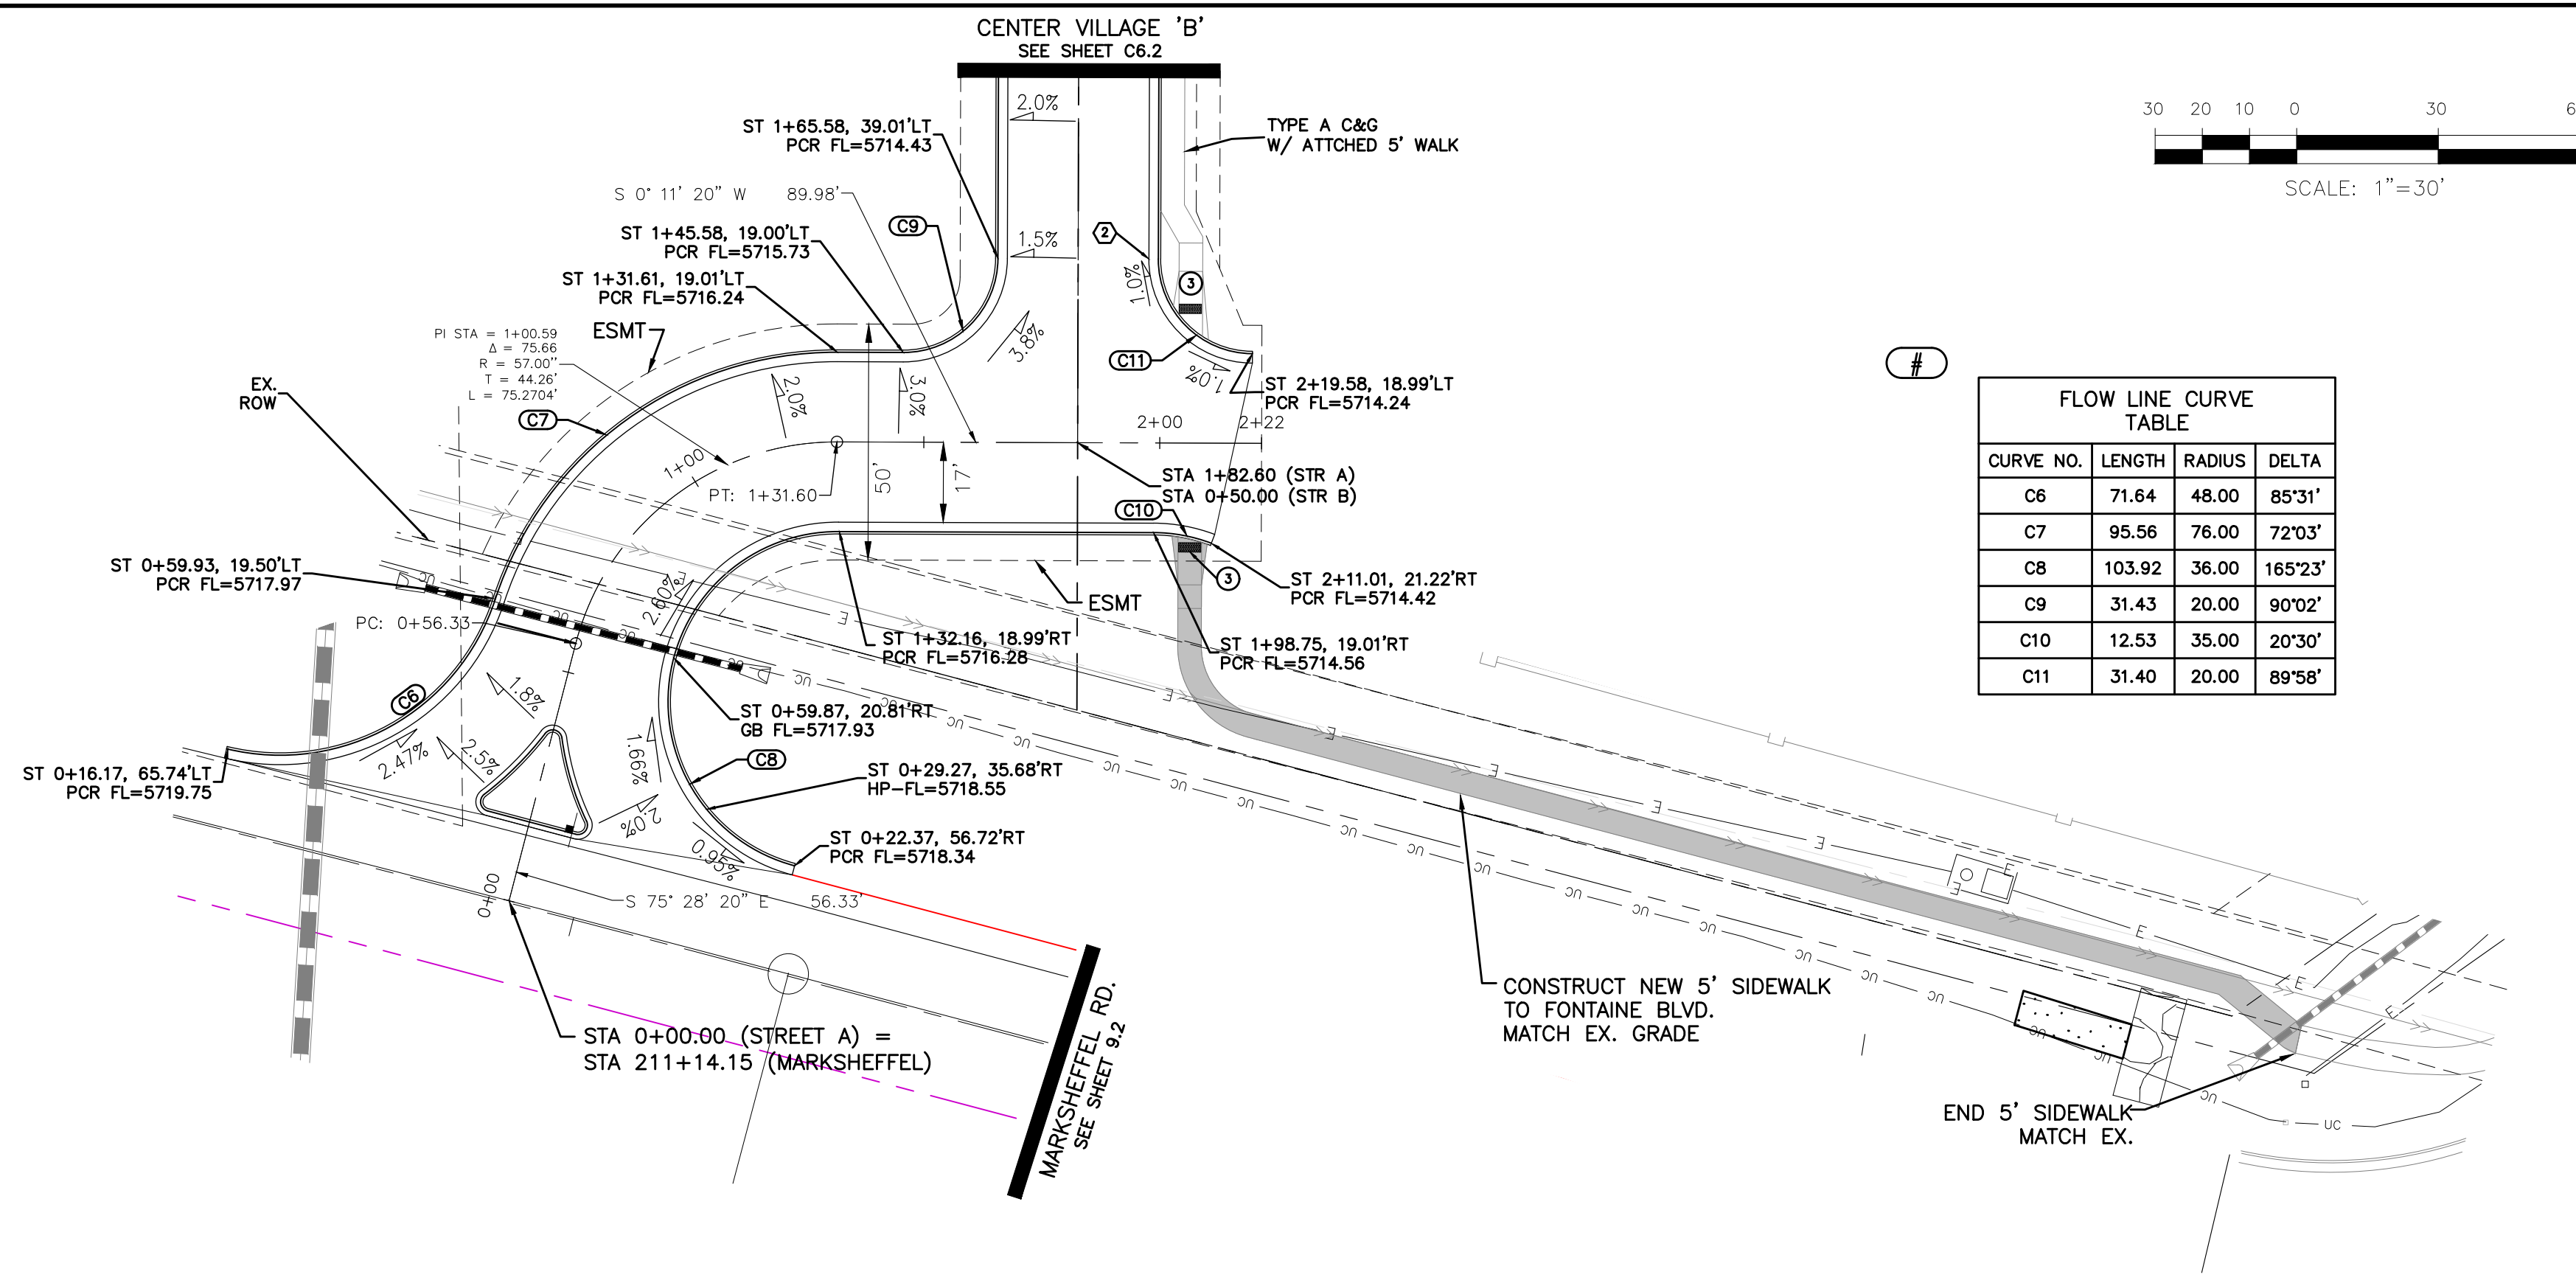 CENTER VILLAGE 'B'
SEE SHEET C6.2
30 20 10 0 30
SCALE: 1"=30'
2.0%
ST 1+65.58, 39.01'LT
PCR FL=5714.43
TYPE A C&G
W/ ATTCHED 5' WALK
S 0° 11' 20" W 89.98'
C9
2
ST 1+45.58, 19.00'LT
PCR FL=5715.73
1.5%
1.0%
3
ST 1+31.61, 19.01'LT
PCR FL=5716.24
ESMT
PI STA = 1+00.59
Δ = 75.66
R = 57.00"
T = 44.26'
L = 75.2704'
3.8%
C11
1.0%
#
EX.
ROW
C7
2.0%
3.0%
ST 2+19.58, 18.99'LT
PCR FL=5714.24
2+00
2+22
1+00
50'
17'
PT: 1+31.60
STA 1+82.60 (STR A)
STA 0+50.00 (STR B)
C10
FLOW LINE CURVE
TABLE
CURVE NO. LENGTH RADIUS DELTA
C6 71.64 48.00 85°31'
C7 95.56 76.00 72°03'
C8 103.92 36.00 165°23'
C9 31.43 20.00 90°02'
C10 12.53 35.00 20°30'
C11 31.40 20.00 89°58'
ST 0+59.93, 19.50'LT
PCR FL=5717.97
2.60%
3
ST 2+11.01, 21.22'RT
PCR FL=5714.42
ESMT
PC: 0+56.33
ST 1+32.16, 18.99'RT
PCR FL=5716.28
ST 1+98.75, 19.01'RT
PCR FL=5714.56
C6
1.8%
ST 0+59.87, 20.81'RT
GB FL=5717.93
2.47%
2.5%
1.66%
C8
ST 0+16.17, 65.74'LT
PCR FL=5719.75
ST 0+29.27, 35.68'RT
HP-FL=5718.55
2.0%
0.95%
ST 0+22.37, 56.72'RT
PCR FL=5718.34
0+00
S 75° 28' 20" E 56.33'
STA 0+00.00 (STREET A) =
STA 211+14.15 (MARKSHEFFEL)
MARKSHEFFEL RD.
SEE SHEET 9.2
CONSTRUCT NEW 5' SIDEWALK
TO FONTAINE BLVD.
MATCH EX. GRADE
END 5' SIDEWALK
MATCH EX.
UC
E